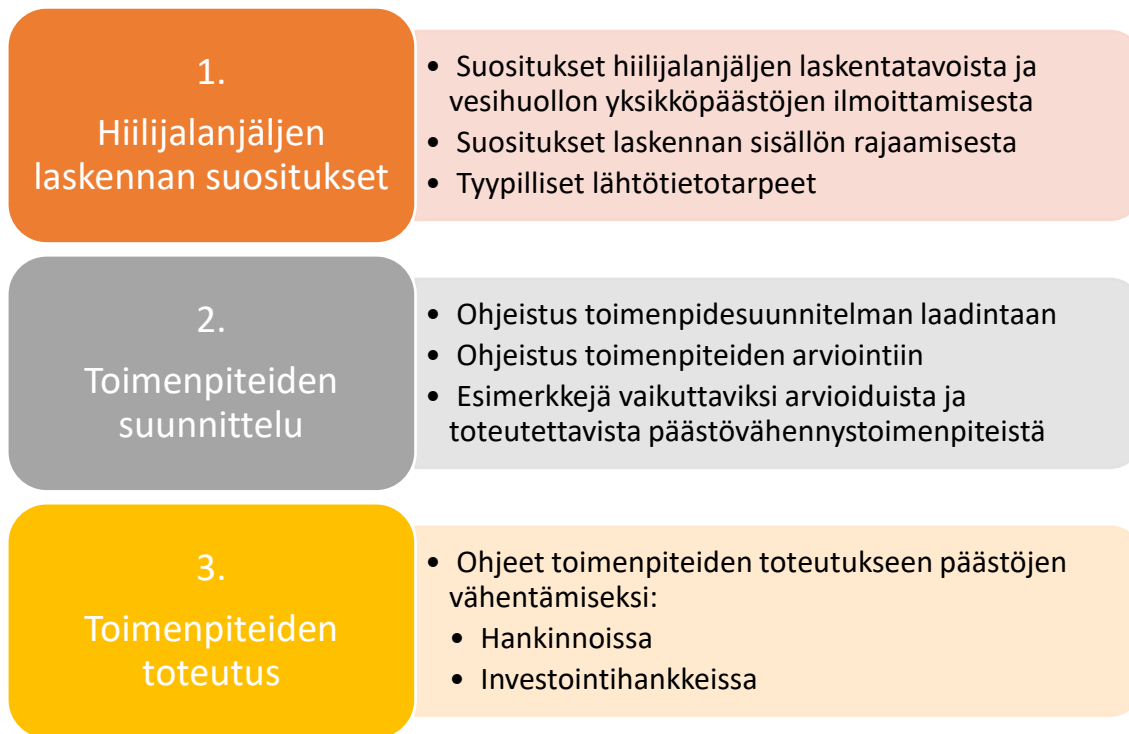 1.
Hiilijalanjäljen
laskennan suositukset
• Suositukset hiilijalanjäljen laskentatavoista ja
vesihuollon yksikköpäästöjen ilmoittamisesta
• Suositukset laskennan sisällön rajaamisesta
• Tyypilliset lähtötietotarpeet
2.
Toimenpiteiden
suunnittelu
• Ohjeistus toimenpidesuunnitelman laadintaan
• Ohjeistus toimenpiteiden arviointiin
• Esimerkkejä vaikuttaviksi arvioiduista ja
toteutettavista päästövähennystoimenpiteistä
3.
Toimenpiteiden
toteutus
• Ohjeet toimenpiteiden toteutukseen päästöjen
vähentämiseksi:
• Hankinnoissa
• Investointihankkeissa